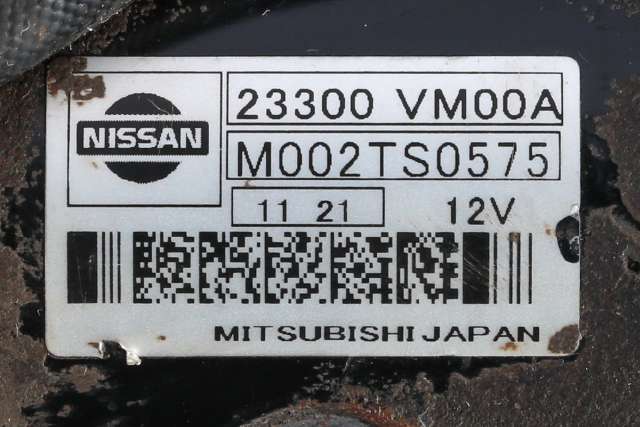 NISSAN
23300 VM00A
M002TS0575
11 21 12V
MITSUBISHI JAPAN